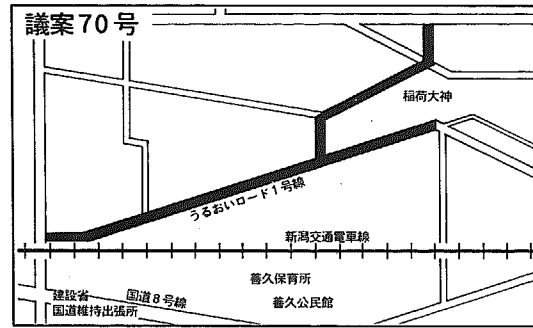 議案70号
稲荷大神
うるおいロード1号線
新潟交通電車線
善久保育所
建設省
国道維持出張所
国道8号線
善久公民館